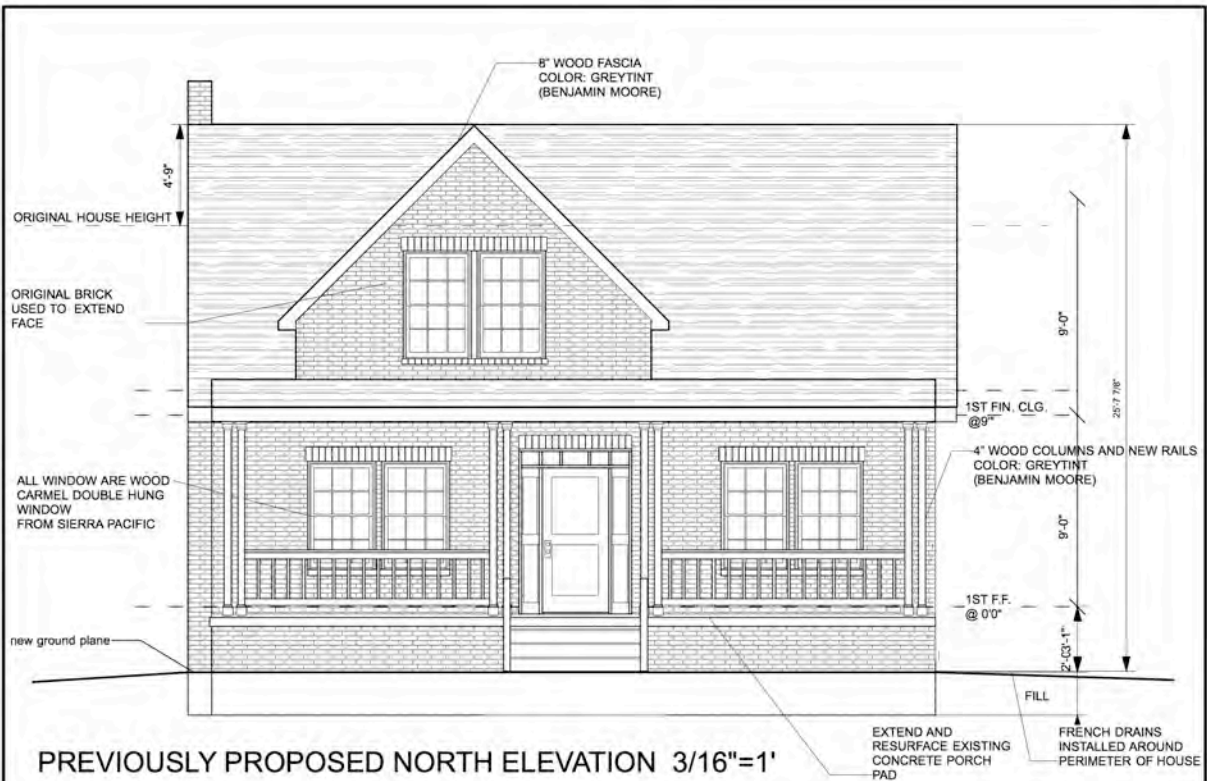 8" WOOD FASCIA
COLOR: GREYTINT
(BENJAMIN MOORE)
4'-9"
ORIGINAL HOUSE HEIGHT
ORIGINAL BRICK
USED TO EXTEND
FACE
9'-0"
25'-7 7/8"
1ST FIN. CLG.
@9'"
4" WOOD COLUMNS AND NEW RAILS
COLOR: GREYTINT
(BENJAMIN MOORE)
ALL WINDOW ARE WOOD
CARMEL DOUBLE HUNG
WINDOW
FROM SIERRA PACIFIC
9'-0"
1ST F.F.
@ 0'0"
new ground plane
FILL
EXTEND AND
RESURFACE EXISTING
CONCRETE PORCH
PAD
FRENCH DRAINS
INSTALLED AROUND
PERIMETER OF HOUSE
PREVIOUSLY PROPOSED NORTH ELEVATION 3/16"=1'